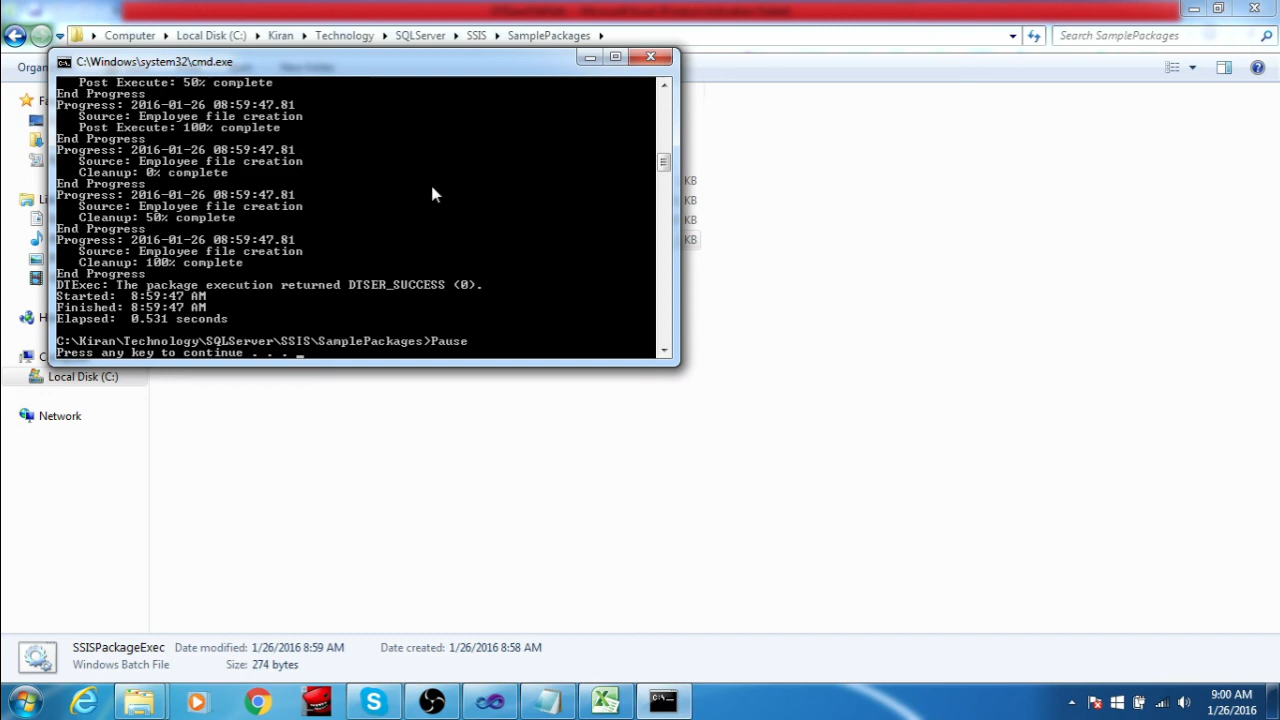 Computer
Local Disk (C:)
Kiran
Technology
SQLServer
SSIS
SamplePackages
Search SamplePackages
C:\Windows\system32\cmd.exe
Post Execute: 50% complete
End Progress
Progress: 2016-01-26 08:59:47.81
Source: Employee file creation
Post Execute: 100% complete
End Progress
Progress: 2016-01-26 08:59:47.81
Source: Employee file creation
Cleanup: 0% complete
End Progress
Progress: 2016-01-26 08:59:47.81
Source: Employee file creation
Cleanup: 50% complete
End Progress
Progress: 2016-01-26 08:59:47.81
Source: Employee file creation
Cleanup: 100% complete
End Progress
DTExec: The package execution returned DTSER_SUCCESS (0).
Started:  8:59:47 AM
Finished: 8:59:47 AM
Elapsed:  0.531 seconds
C:\Kiran\Technology\SQLServer\SSIS\SamplePackages>Pause
Press any key to continue . . . _
KB
KB
KB
KB
Local Disk (C:)
Network
SSISPackageExec
Date modified: 1/26/2016 8:59 AM
Date created: 1/26/2016 8:58 AM
Windows Batch File
Size: 274 bytes
9:00 AM
1/26/2016